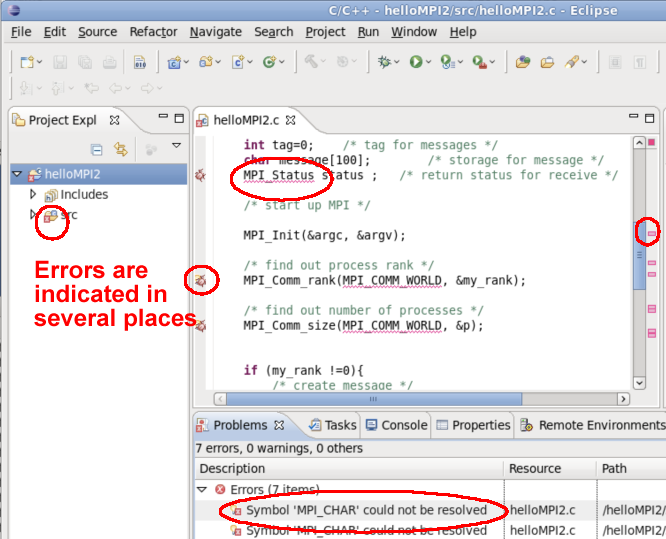 C/C++ - helloMPI2/src/helloMPI2.c - Eclipse
File Edit Source Refactor Navigate Search Project Run Window Help
Project Expl
helloMPI2.c
helloMPI2
Includes
src
Errors are
indicated in
several places
int tag=0; /* tag for messages */
char message[100]; /* storage for message */
MPI_Status status ; /* return status for receive */
/* start up MPI */
MPI_Init(&argc, &argv);
/* find out process rank */
MPI_Comm_rank(MPI_COMM_WORLD, &my_rank);
/* find out number of processes */
MPI_Comm_size(MPI_COMM_WORLD, &p);
if (my_rank !=0){
/* create message */
Problems Tasks Console Properties Remote Environments
7 errors, 0 warnings, 0 others
Description Resource Path
Errors (7 items)
Symbol 'MPI_CHAR' could not be resolved helloMPI2.c /helloMPI2/
Symbol 'MPI_CHAR' could not be resolved helloMPI2.c /helloMPI2/